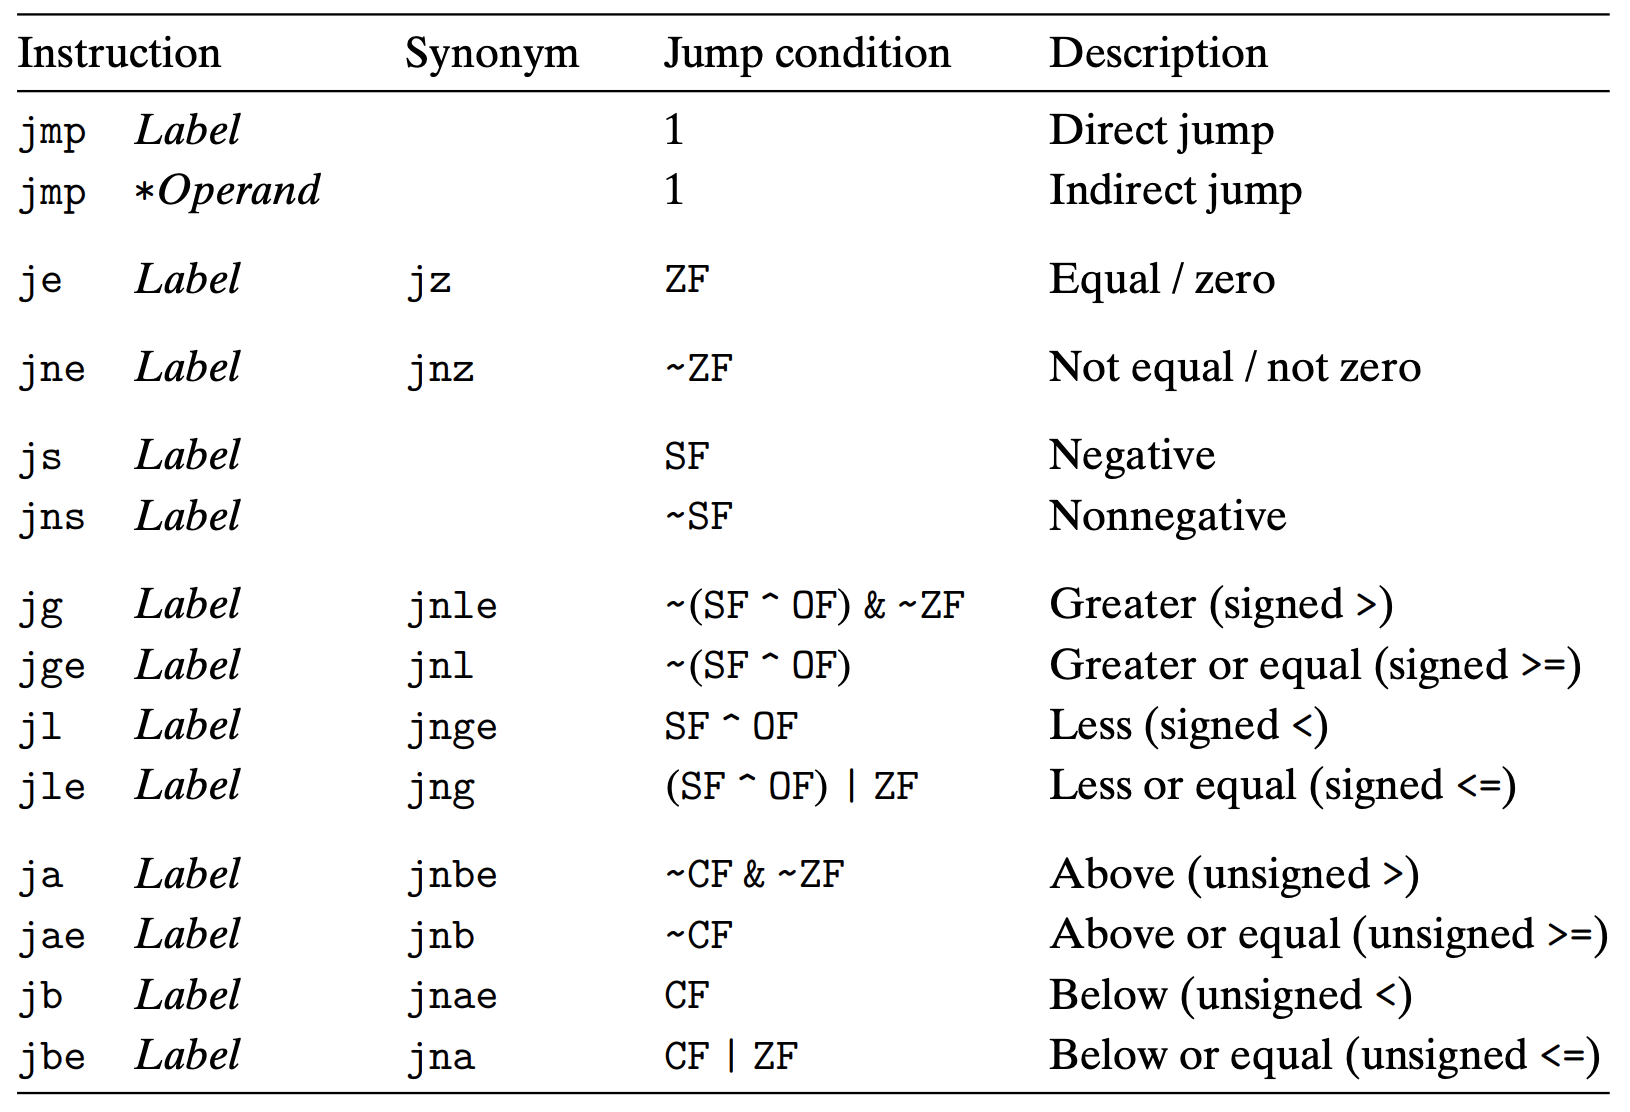 Instruction Synonym Jump condition Description
jmp Label 1 Direct jump
jmp *Operand 1 Indirect jump
je Label jz ZF Equal / zero
jne Label jnz ~ZF Not equal / not zero
js Label SF Negative
jns Label ~SF Nonnegative
jg Label jnle ~(SF ^ OF) & ~ZF Greater (signed >)
jge Label jnl ~(SF ^ OF) Greater or equal (signed >=)
jl Label jnge SF ^ OF Less (signed <)
jle Label jng (SF ^ OF) | ZF Less or equal (signed <=)
ja Label jnbe ~CF & ~ZF Above (unsigned >)
jae Label jnb ~CF Above or equal (unsigned >=)
jb Label jnae CF Below (unsigned <)
jbe Label jna CF | ZF Below or equal (unsigned <=)